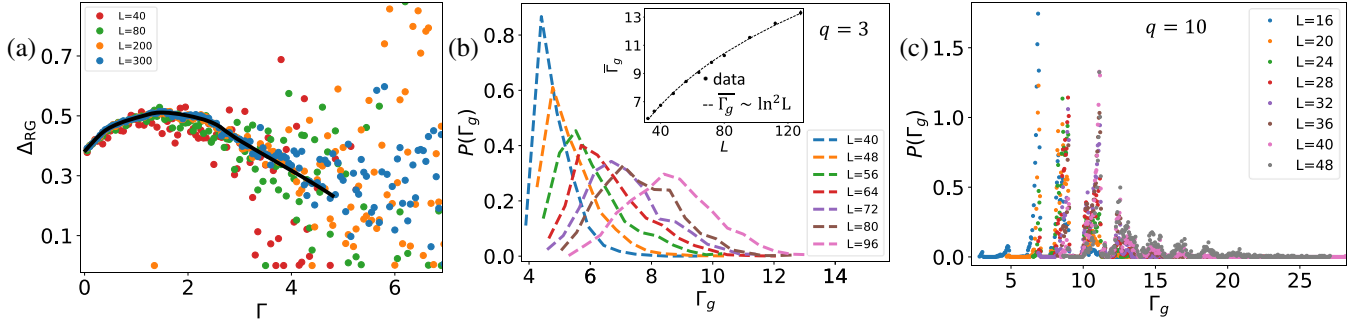 (a)
L=40
L=80
L=200
L=300
0.7
0.5
0.3
0.1
Δ_RG
0
2
4
6
Γ
(b)
q = 3
0.8
0.6
0.4
0.2
0.0
P(Γ_g)
4
6
8
10
12
14
Γ_g
13
11
9
7
Γ̅_g
40
80
120
L
data
-- Γ̅_g ~ ln²L
L=40
L=48
L=56
L=64
L=72
L=80
L=96
(c)
q = 10
1.5
1.0
0.5
0.0
P(Γ_g)
5
10
15
20
25
Γ_g
L=16
L=20
L=24
L=28
L=32
L=36
L=40
L=48